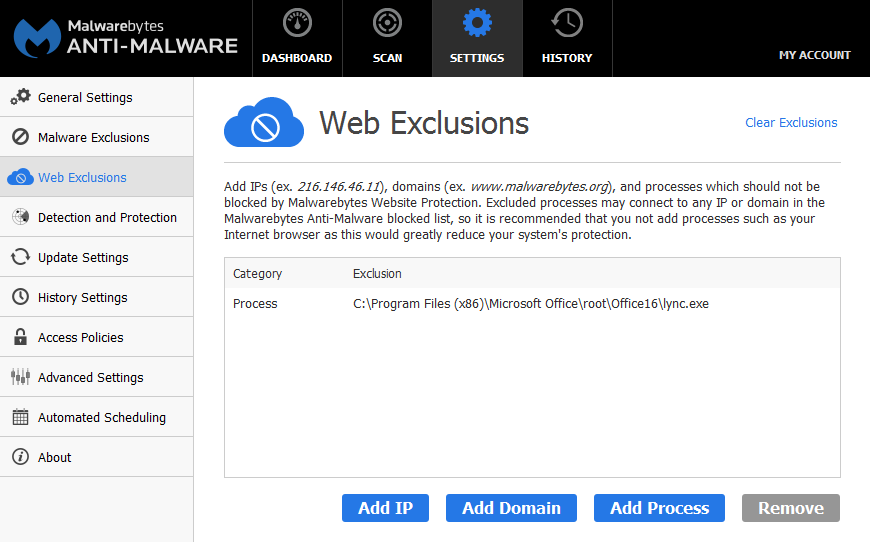 Malwarebytes
ANTI-MALWARE
DASHBOARD
SCAN
SETTINGS
HISTORY
MY ACCOUNT
General Settings
Malware Exclusions
Web Exclusions
Detection and Protection
Update Settings
History Settings
Access Policies
Advanced Settings
Automated Scheduling
About
Web Exclusions
Clear Exclusions
Add IPs (ex. 216.146.46.11), domains (ex. www.malwarebytes.org), and processes which should not be
blocked by Malwarebytes Website Protection. Excluded processes may connect to any IP or domain in the
Malwarebytes Anti-Malware blocked list, so it is recommended that you not add processes such as your
Internet browser as this would greatly reduce your system's protection.
Category Exclusion
Process C:\Program Files (x86)\Microsoft Office\root\Office16\lync.exe
Add IP
Add Domain
Add Process
Remove